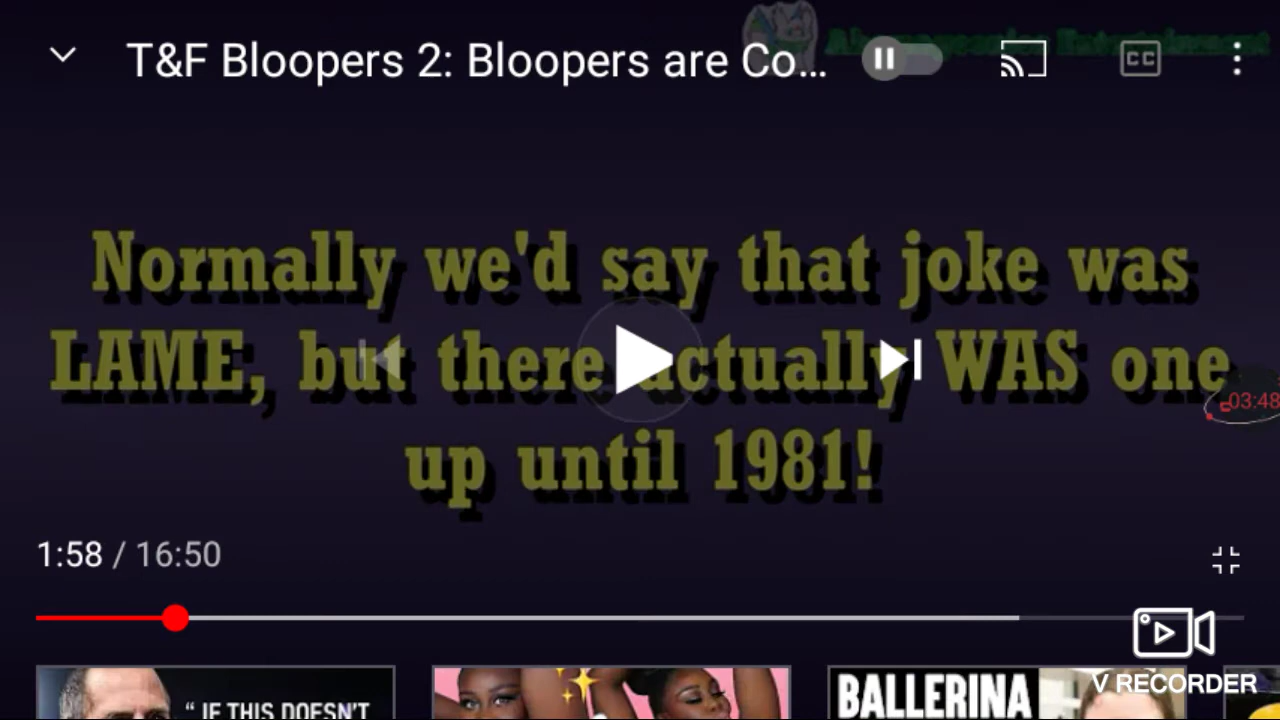 T&F Bloopers 2: Bloopers are Co...
CC
Normally we'd say that joke was
LAME, but there actually WAS one
up until 1981!
03:48
1:58 / 16:50
"IF THIS DOESN'T
BALLERINA
V RECORDER